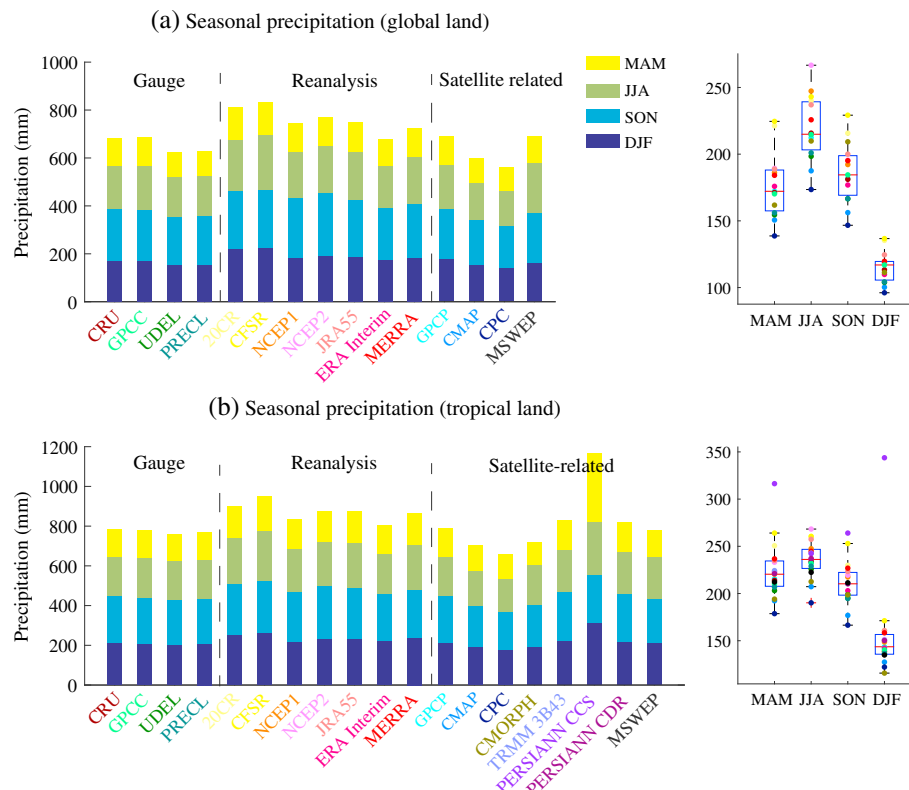 (a) Seasonal precipitation (global land)
Precipitation (mm)
1000
800
600
400
200
0
Gauge
Reanalysis
Satellite related
MAM
JJA
SON
DJF
CRU
GPCC
UDEL
PRECL
20CR
CFSR
NCEP1
NCEP2
JRA55
ERA Interim
MERRA
GPCP
CMAP
CPC
MSWEP
250
200
150
100
MAM JJA SON DJF
(b) Seasonal precipitation (tropical land)
Precipitation (mm)
1200
1000
800
600
400
200
0
Gauge
Reanalysis
Satellite-related
CRU
GPCC
UDEL
PRECL
20CR
CFSR
NCEP1
NCEP2
JRA55
ERA Interim
MERRA
GPCP
CMAP
CPC
CMORPH
TRMM 3B43
PERSIANN CCS
PERSIANN CDR
MSWEP
350
300
250
200
150
MAM JJA SON DJF